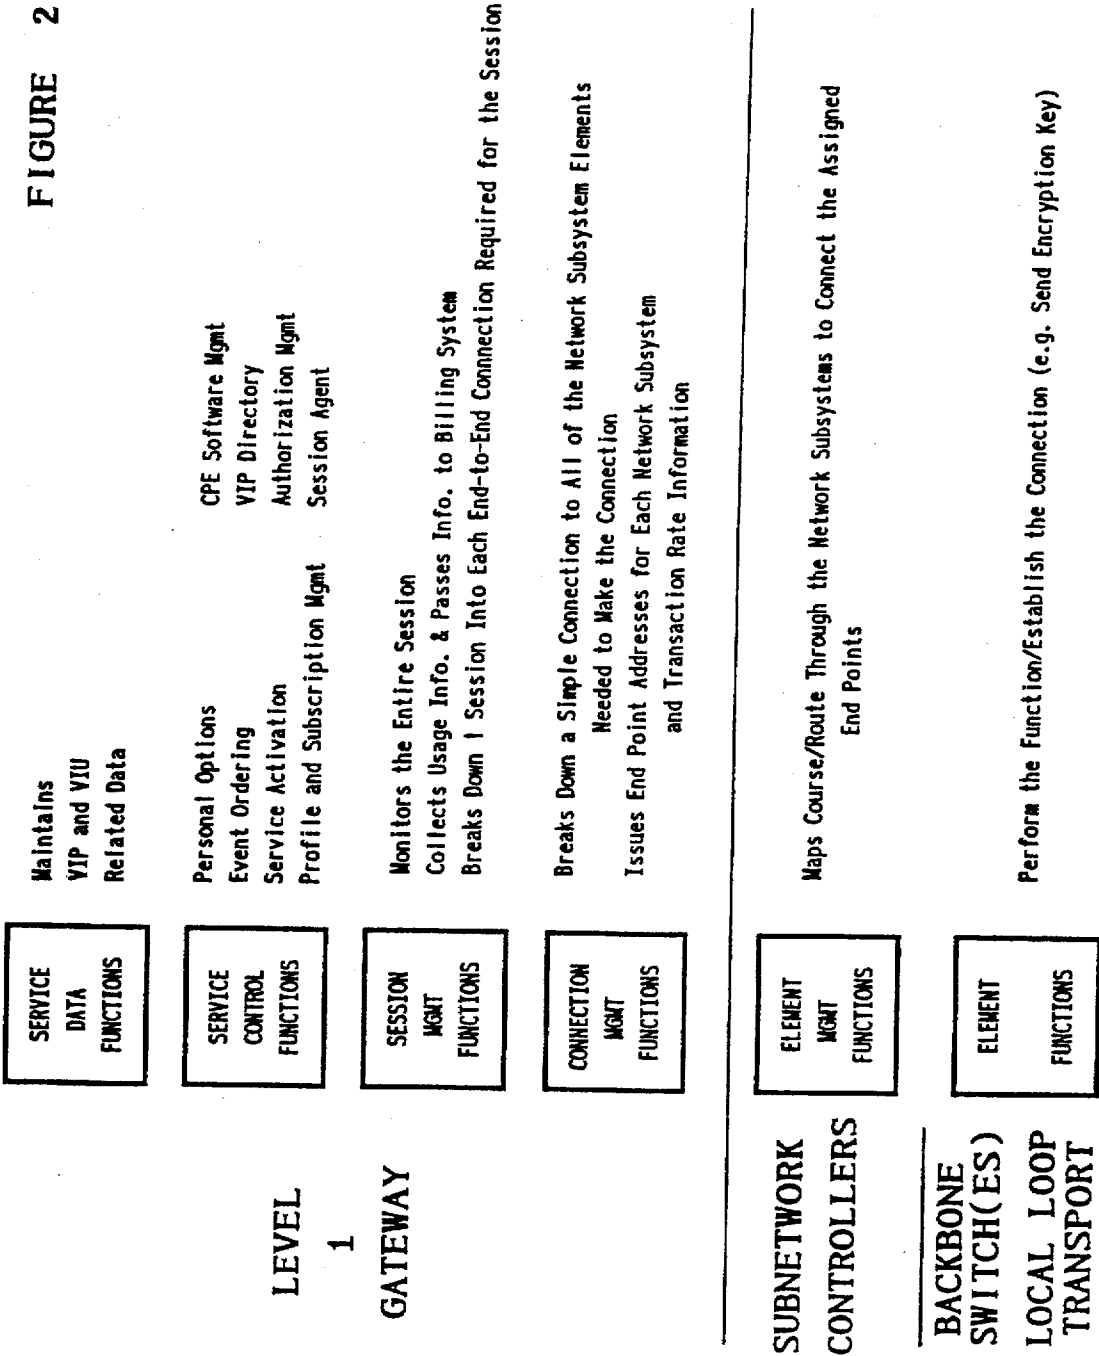 FIGURE 2
SERVICE
DATA
FUNCTIONS
Maintains
VIP and VIU
Related Data
LEVEL
1
GATEWAY
SERVICE
CONTROL
FUNCTIONS
Personal Options
Event Ordering
Service Activation
Profile and Subscription Mgmt
CPE Software Mgmt
VIP Directory
Authorization Mgmt
Session Agent
SESSION
MGMT
FUNCTIONS
Monitors the Entire Session
Collects Usage Info. & Passes Info. to Billing System
Breaks Down 1 Session Into Each End-to-End Connnection Required for the Session
CONNECTION
MGMT
FUNCTIONS
Breaks Down a Simple Connection to All of the Network Subsystem Elements
Needed to Make the Connection
Issues End Point Addresses for Each Network Subsystem
and Transaction Rate Information
SUBNETWORK
CONTROLLERS
ELEMENT
MGMT
FUNCTIONS
Maps Course/Route Through the Network Subsystems to Connect the Assigned
End Points
BACKBONE
SWITCH(ES)
LOCAL LOOP
TRANSPORT
ELEMENT
FUNCTIONS
Perform the Function/Establish the Connection (e.g. Send Encryption Key)